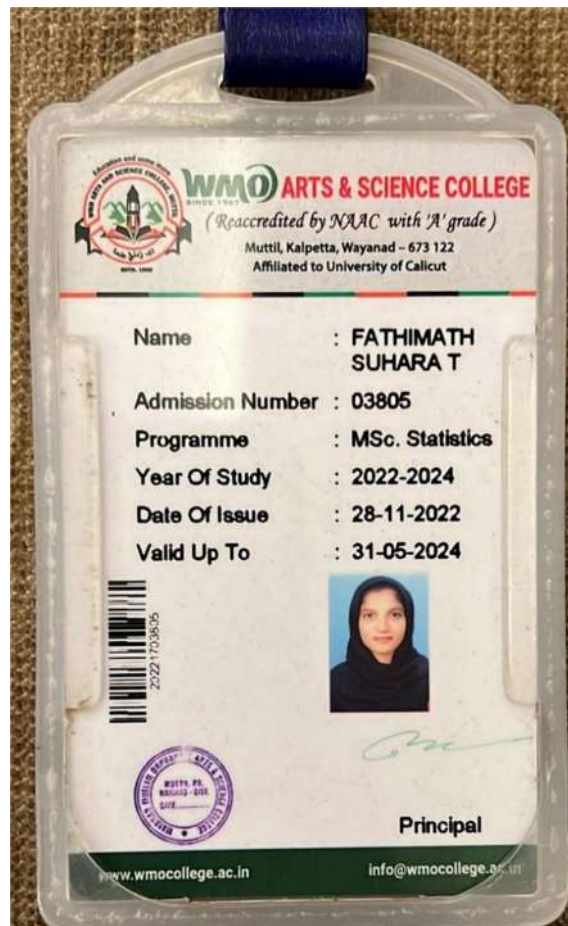 WMO ARTS & SCIENCE COLLEGE
SINCE 1967
( Reaccredited by NAAC with 'A' grade )
Muttil, Kalpetta, Wayanad – 673 122
Affiliated to University of Calicut
Name : FATHIMATH
SUHARA T
Admission Number : 03805
Programme : MSc. Statistics
Year Of Study : 2022-2024
Date Of Issue : 28-11-2022
Valid Up To : 31-05-2024
20221703805
Principal
www.wmocollege.ac.in
info@wmocollege.ac.in